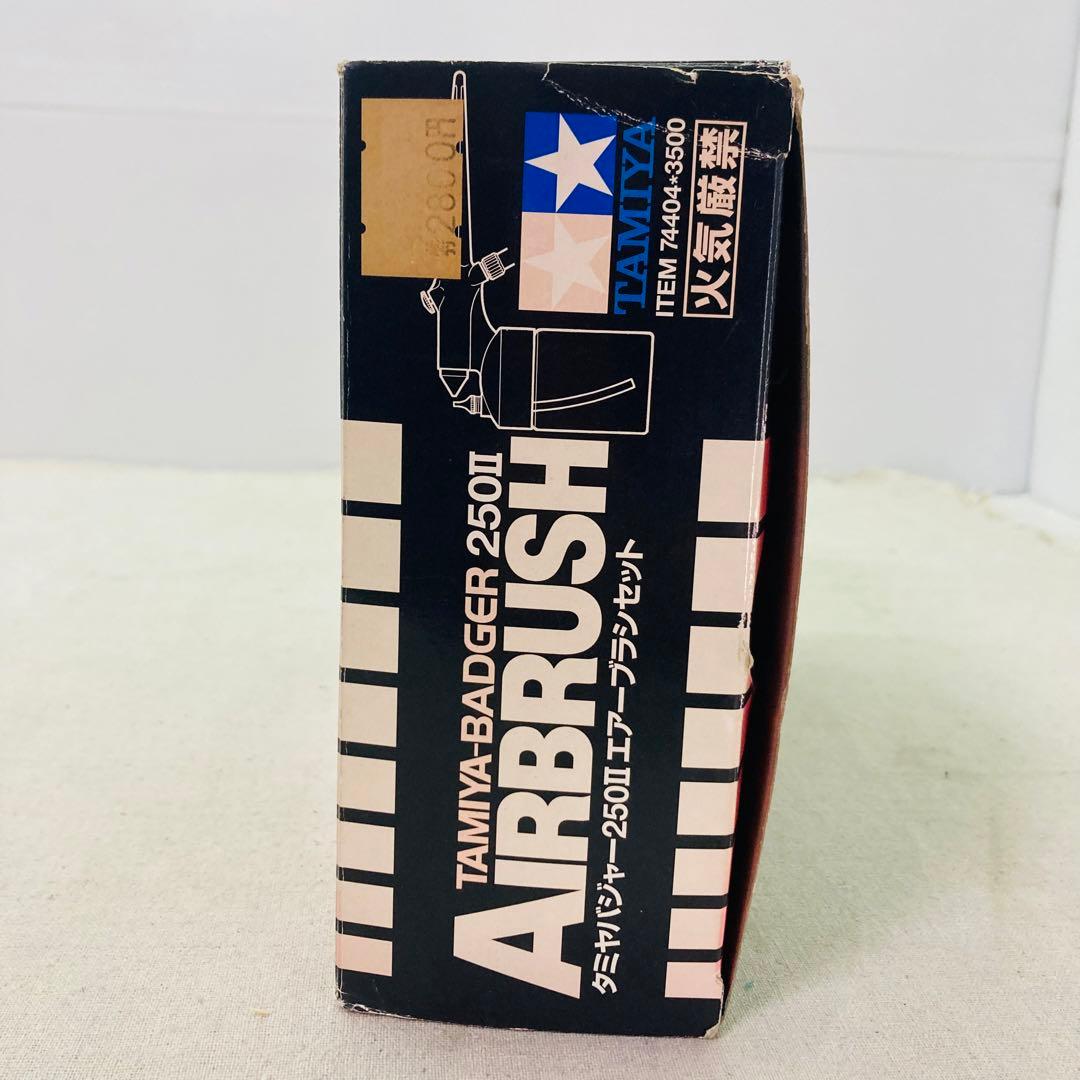 ¥2800円
TAMIYA
ITEM 74404*3500
火気厳禁
TAMIYA-BADGER 250II
AIRBRUSH
タミヤバジャー250IIエアーブラシセット